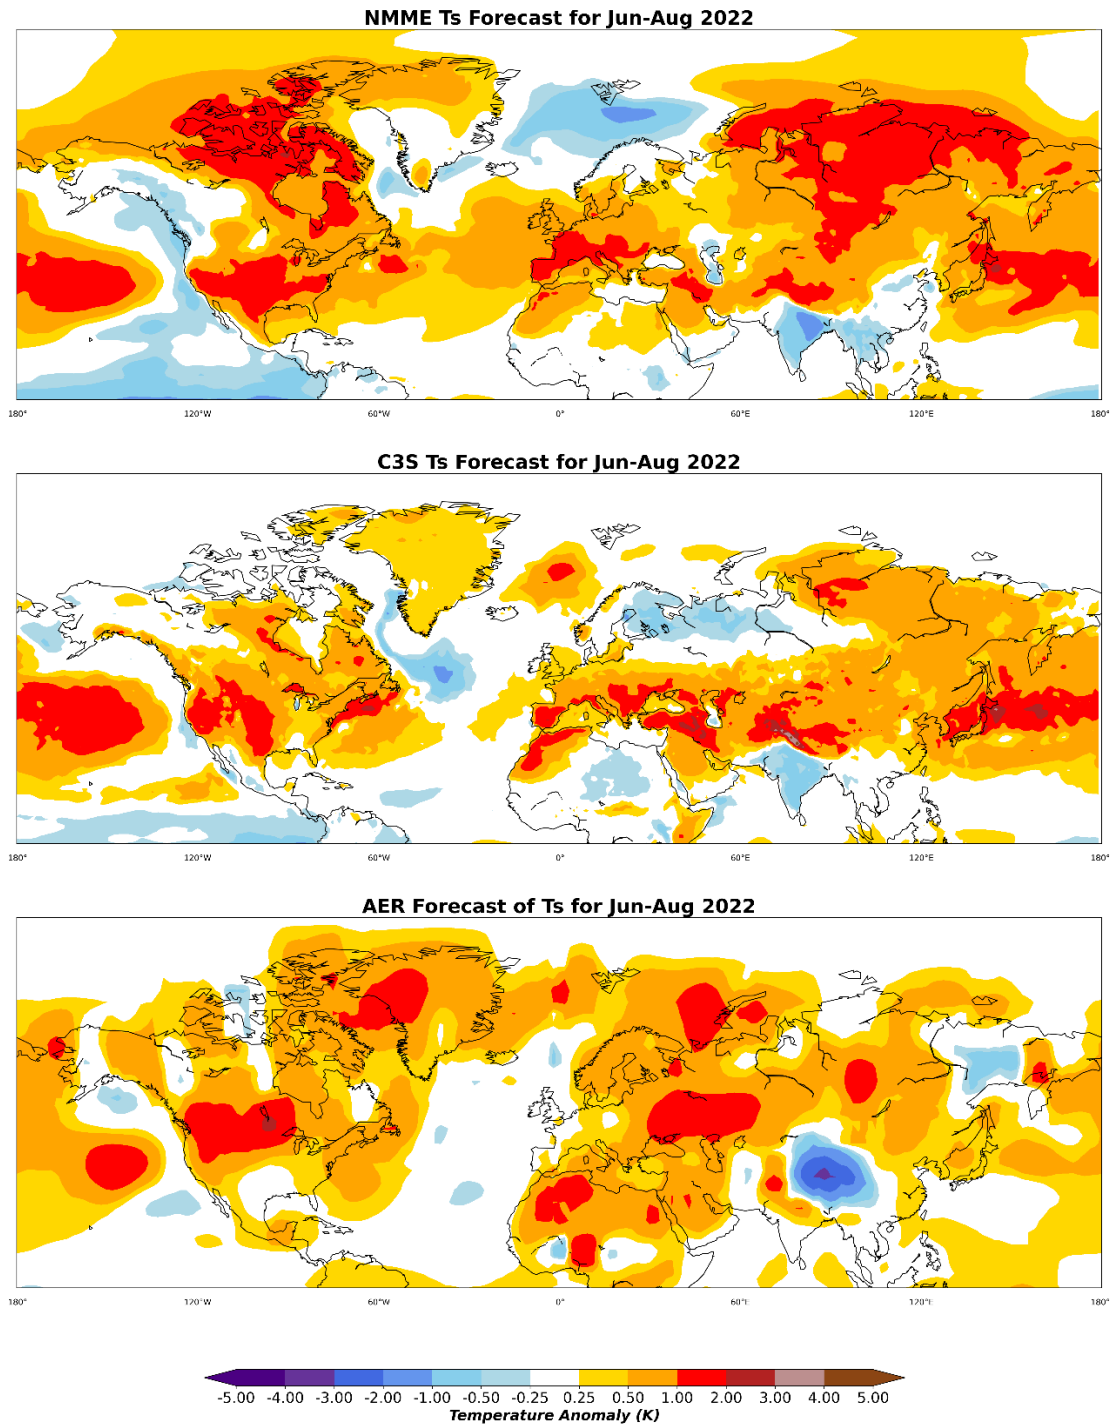 NMME Ts Forecast for Jun-Aug 2022
180° 120°W 60°W 0° 60°E 120°E 180°
C3S Ts Forecast for Jun-Aug 2022
180° 120°W 60°W 0° 60°E 120°E 180°
AER Forecast of Ts for Jun-Aug 2022
180° 120°W 60°W 0° 60°E 120°E 180°
-5.00 -4.00 -3.00 -2.00 -1.00 -0.50 -0.25 0.25 0.50 1.00 2.00 3.00 4.00 5.00
Temperature Anomaly (K)